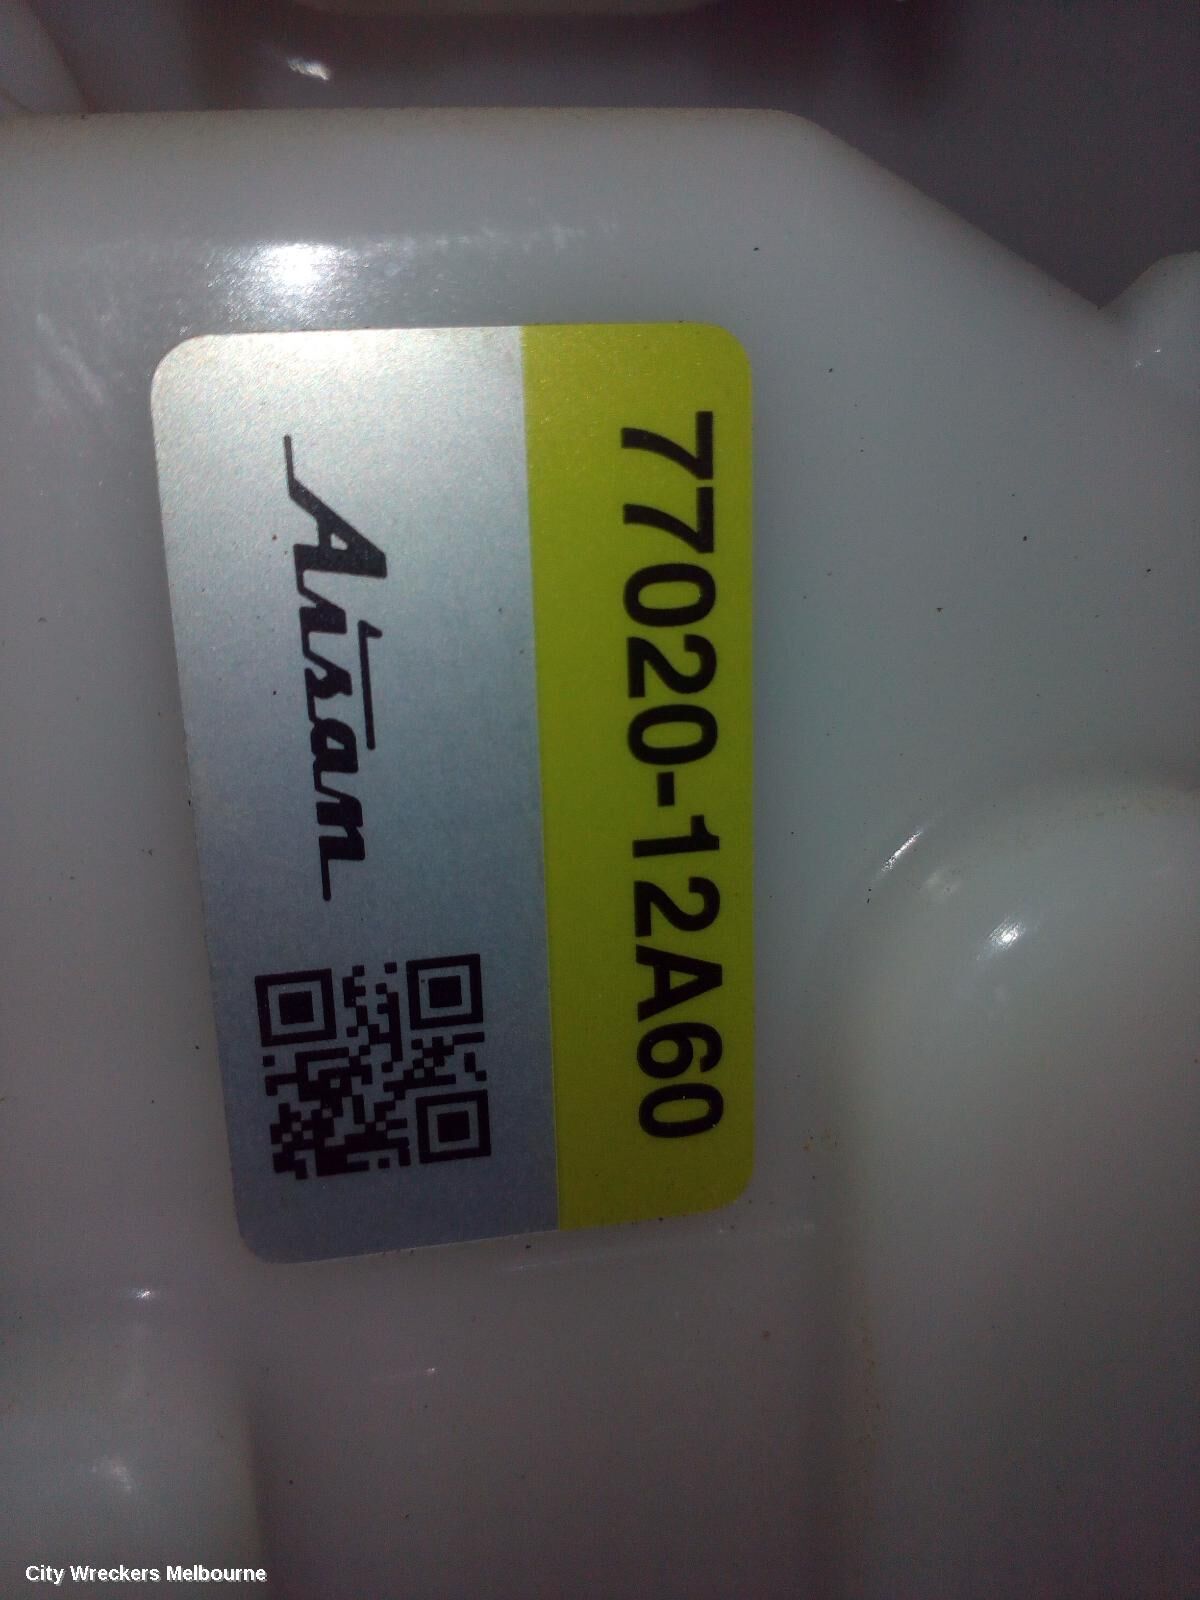 77020-12A60
Aisan
City Wreckers Melbourne